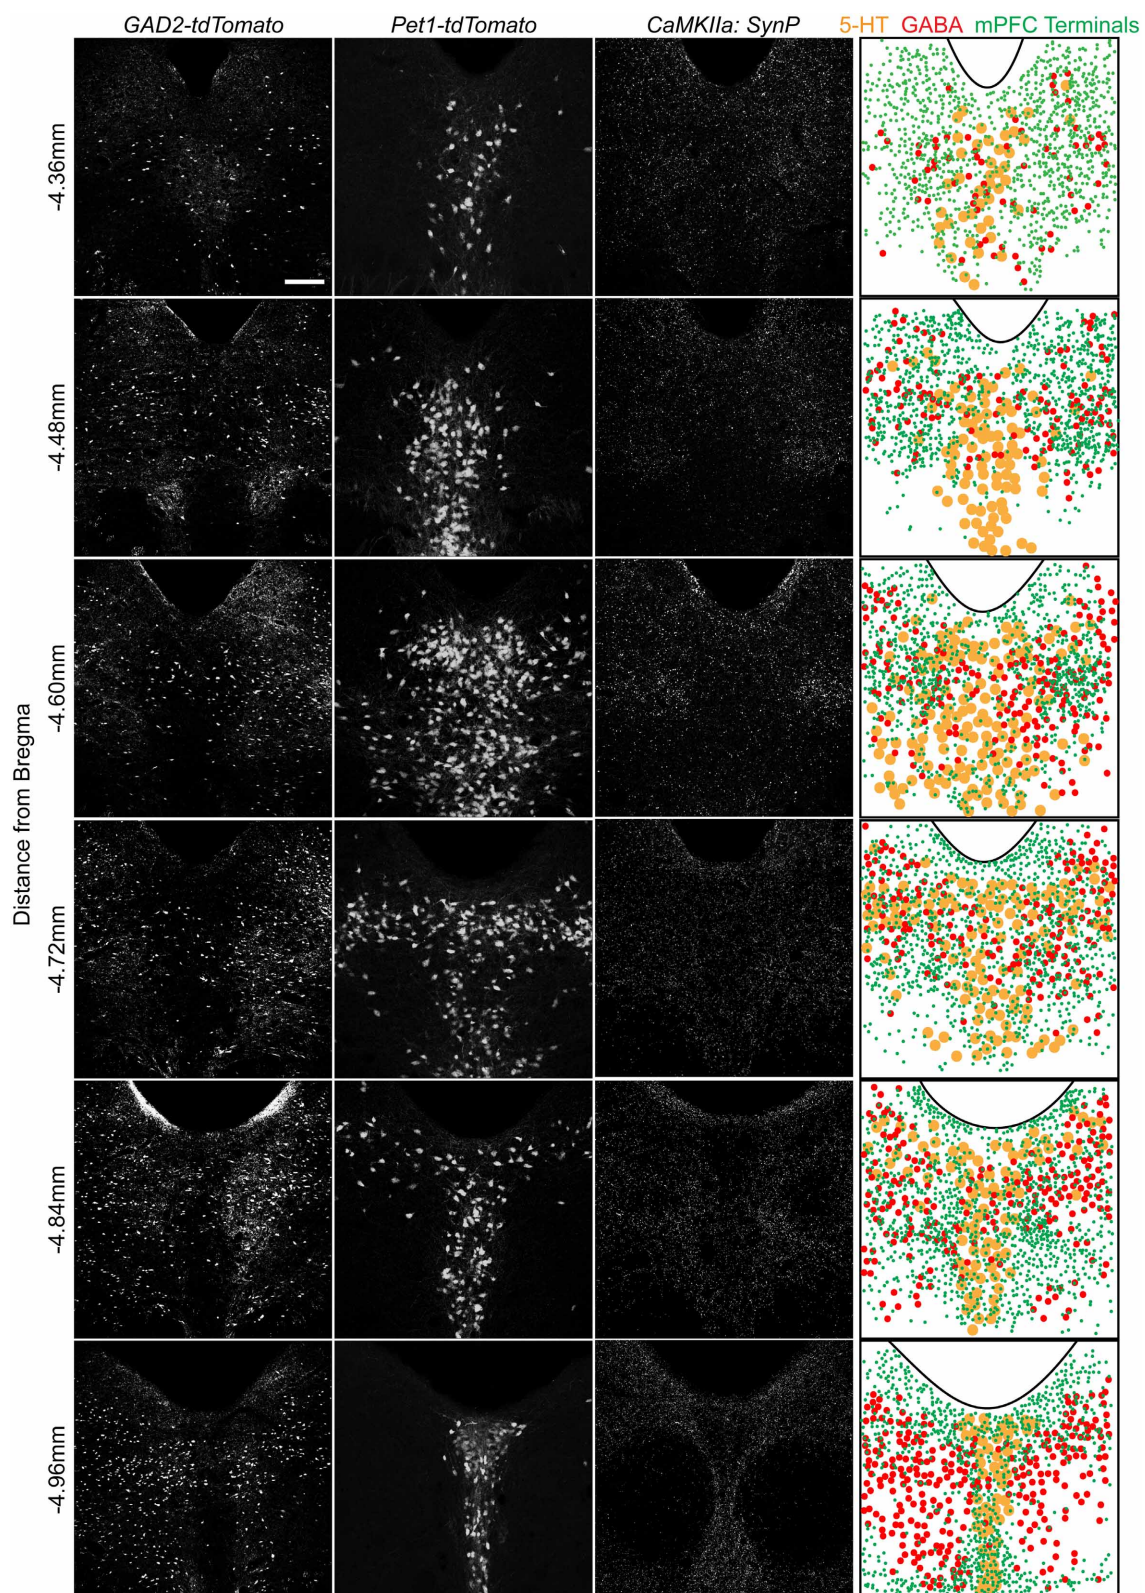 GAD2-tdTomato Pet1-tdTomato CaMKIIa: SynP 5-HT GABA mPFC Terminals
Distance from Bregma
-4.36mm
-4.48mm
-4.60mm
-4.72mm
-4.84mm
-4.96mm